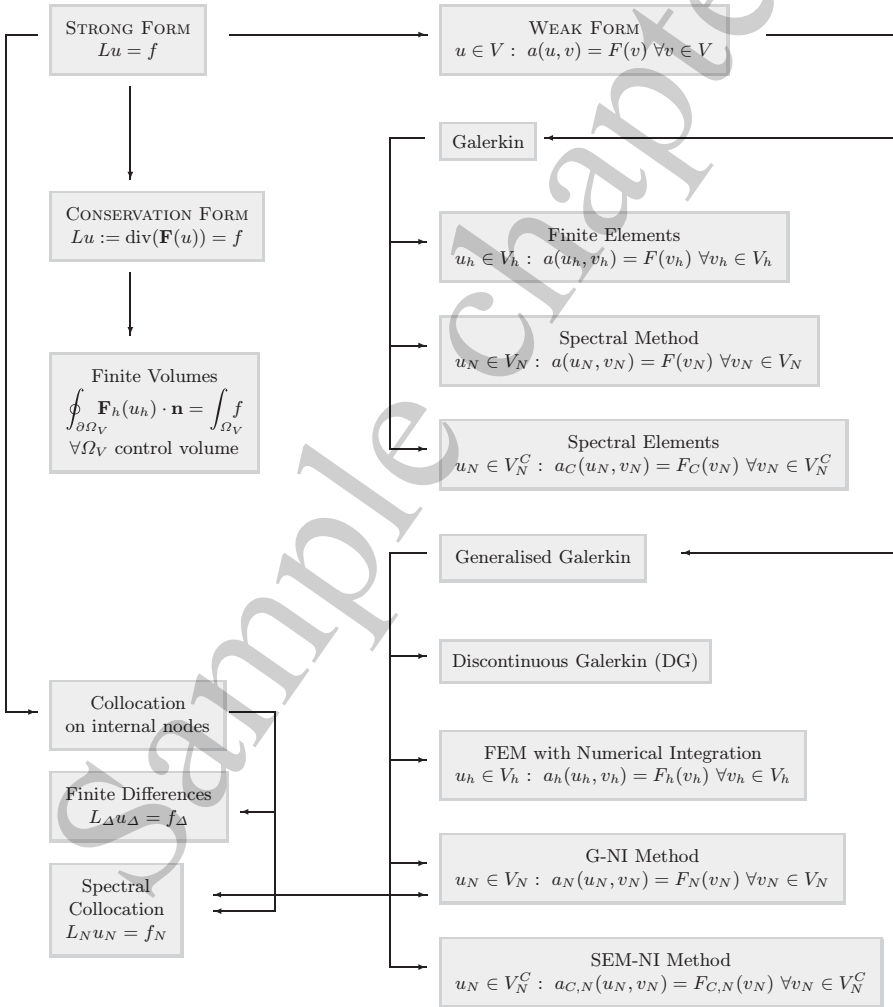 STRONG FORM
Lu = f
WEAK FORM
u ∈ V : a(u, v) = F(v) ∀v ∈ V
Galerkin
CONSERVATION FORM
Lu := div(F(u)) = f
Finite Elements
u_h ∈ V_h : a(u_h, v_h) = F(v_h) ∀v_h ∈ V_h
Spectral Method
u_N ∈ V_N : a(u_N, v_N) = F(v_N) ∀v_N ∈ V_N
Finite Volumes
∮_{∂Ω_V} F_h(u_h) · n = ∫_{Ω_V} f
∀Ω_V control volume
Spectral Elements
u_N ∈ V_N^C : a_C(u_N, v_N) = F_C(v_N) ∀v_N ∈ V_N^C
Generalised Galerkin
Discontinuous Galerkin (DG)
Collocation
on internal nodes
FEM with Numerical Integration
u_h ∈ V_h : a_h(u_h, v_h) = F_h(v_h) ∀v_h ∈ V_h
Finite Differences
L_Δ u_Δ = f_Δ
G-NI Method
u_N ∈ V_N : a_N(u_N, v_N) = F_N(v_N) ∀v_N ∈ V_N
Spectral
Collocation
L_N u_N = f_N
SEM-NI Method
u_N ∈ V_N^C : a_{C,N}(u_N, v_N) = F_{C,N}(v_N) ∀v_N ∈ V_N^C
Sample chapte